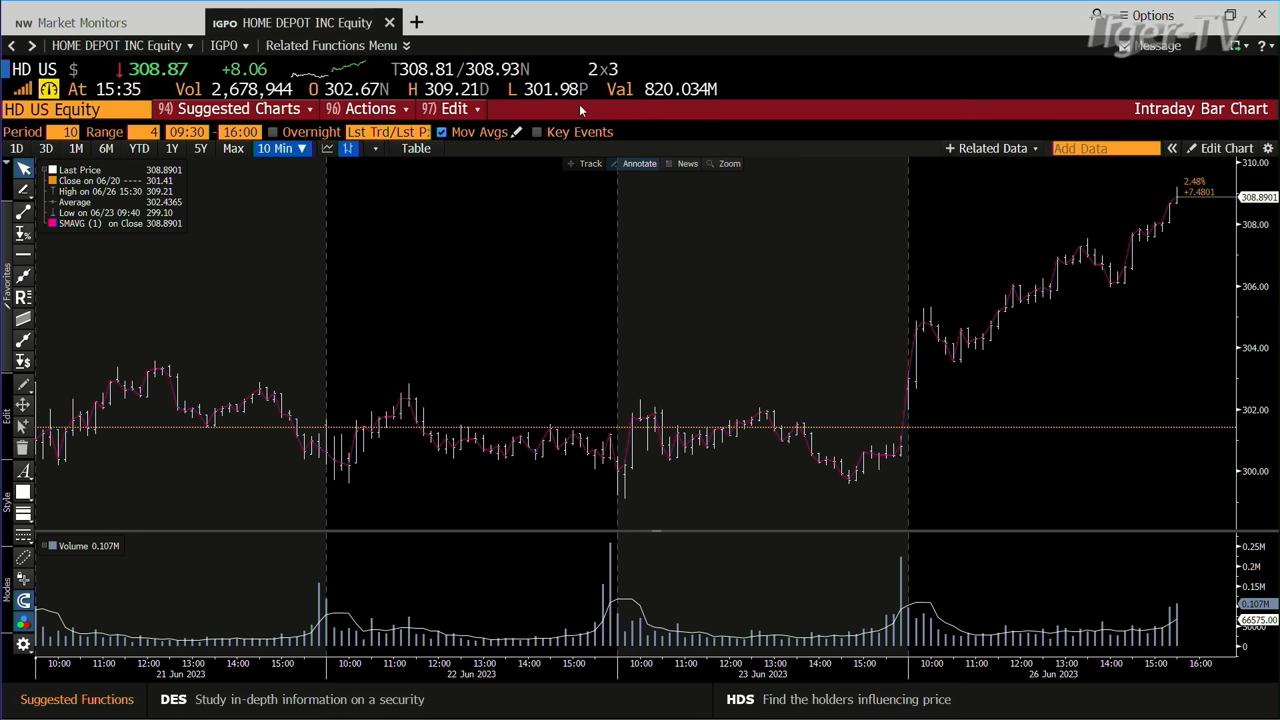 NW Market Monitors
IGPO HOME DEPOT INC Equity
Options
Tiger-TV
HOME DEPOT INC Equity IGPO Related Functions Menu
Message
HD US $ 308.87 +8.06 T308.81/308.93N 2x3
At 15:35 Vol 2,678,944 O 302.67N H 309.21D L 301.98P Val 820.034M
HD US Equity 94) Suggested Charts 96) Actions 97) Edit Intraday Bar Chart
Period 10 Range 4 09:30 - 16:00 Overnight Lst Trd/Lst P: Mov Avgs Key Events
1D 3D 1M 6M YTD 1Y 5Y Max 10 Min Table + Related Data Add Data Edit Chart
Track Annotate News Zoom
Last Price 308.8901
Close on 06/20 ---- 301.41
High on 06/26 15:30 309.21
Average 302.4365
Low on 06/23 09:40 299.10
SMAVG (1) on Close 308.8901
2.48%
+7.4801
310.00
308.8901
308.00
306.00
304.00
302.00
300.00
Favorites
Edit
Style
Modes
Volume 0.107M
0.25M
0.2M
0.15M
0.107M
66575.00
50000
0
10:00 11:00 12:00 13:00 14:00 15:00 10:00 11:00 12:00 13:00 14:00 15:00 10:00 11:00 12:00 13:00 14:00 15:00 10:00 11:00 12:00 13:00 14:00 15:00 16:00
21 Jun 2023 22 Jun 2023 23 Jun 2023 26 Jun 2023
Suggested Functions DES Study in-depth information on a security HDS Find the holders influencing price